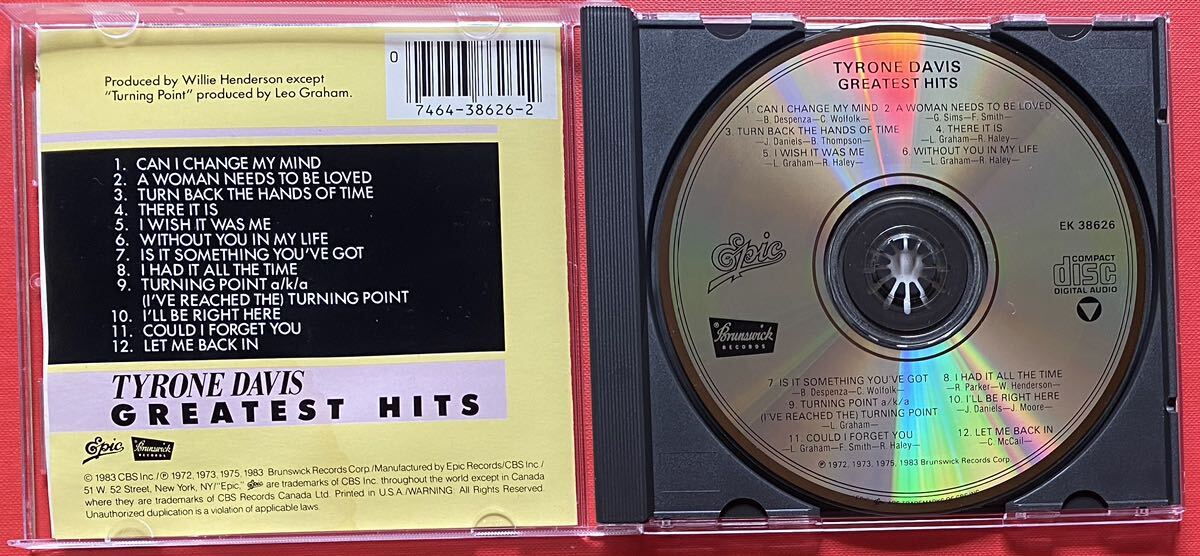 Produced by Willie Henderson except
"Turning Point" produced by Leo Graham.
0
7464-38626-2
1. CAN I CHANGE MY MIND
2. A WOMAN NEEDS TO BE LOVED
3. TURN BACK THE HANDS OF TIME
4. THERE IT IS
5. I WISH IT WAS ME
6. WITHOUT YOU IN MY LIFE
7. IS IT SOMETHING YOU'VE GOT
8. I HAD IT ALL THE TIME
9. TURNING POINT a/k/a
(I'VE REACHED THE) TURNING POINT
10. I'LL BE RIGHT HERE
11. COULD I FORGET YOU
12. LET ME BACK IN
TYRONE DAVIS
GREATEST HITS
Epic Brunswick
RECORDS
© 1983 CBS Inc./℗ 1972, 1973, 1975, 1983 Brunswick Records Corp./Manufactured by Epic Records/CBS Inc./
51 W. 52 Street, New York, NY/"Epic," Epic are trademarks of CBS Inc. throughout the world except in Canada
where they are trademarks of CBS Records Canada Ltd. Printed in U.S.A./WARNING: All Rights Reserved.
Unauthorized duplication is a violation of applicable laws.
TYRONE DAVIS
GREATEST HITS
1. CAN I CHANGE MY MIND 2. A WOMAN NEEDS TO BE LOVED
—B. Despenza—C. Wolfolk— —G. Sims—F. Smith—
3. TURN BACK THE HANDS OF TIME 4. THERE IT IS
—J. Daniels—B. Thompson— —L. Graham—R. Haley—
5. I WISH IT WAS ME 6. WITHOUT YOU IN MY LIFE
—L. Graham—R. Haley— —L. Graham—R. Haley—
Epic
EK 38626
COMPACT
disc
DIGITAL AUDIO
® Brunswick
RECORDS
7. IS IT SOMETHING YOU'VE GOT 8. I HAD IT ALL THE TIME
—B. Despenza—C. Wolfolk— —R. Parker—W. Henderson—
9. TURNING POINT a/k/a 10. I'LL BE RIGHT HERE
(I'VE REACHED THE) TURNING POINT —J. Daniels—J. Moore—
—L. Graham—
11. COULD I FORGET YOU 12. LET ME BACK IN
—L. Graham—F. Smith—R. Haley— —C. McCail—
℗ 1972, 1973, 1975, 1983 Brunswick Records Corp.